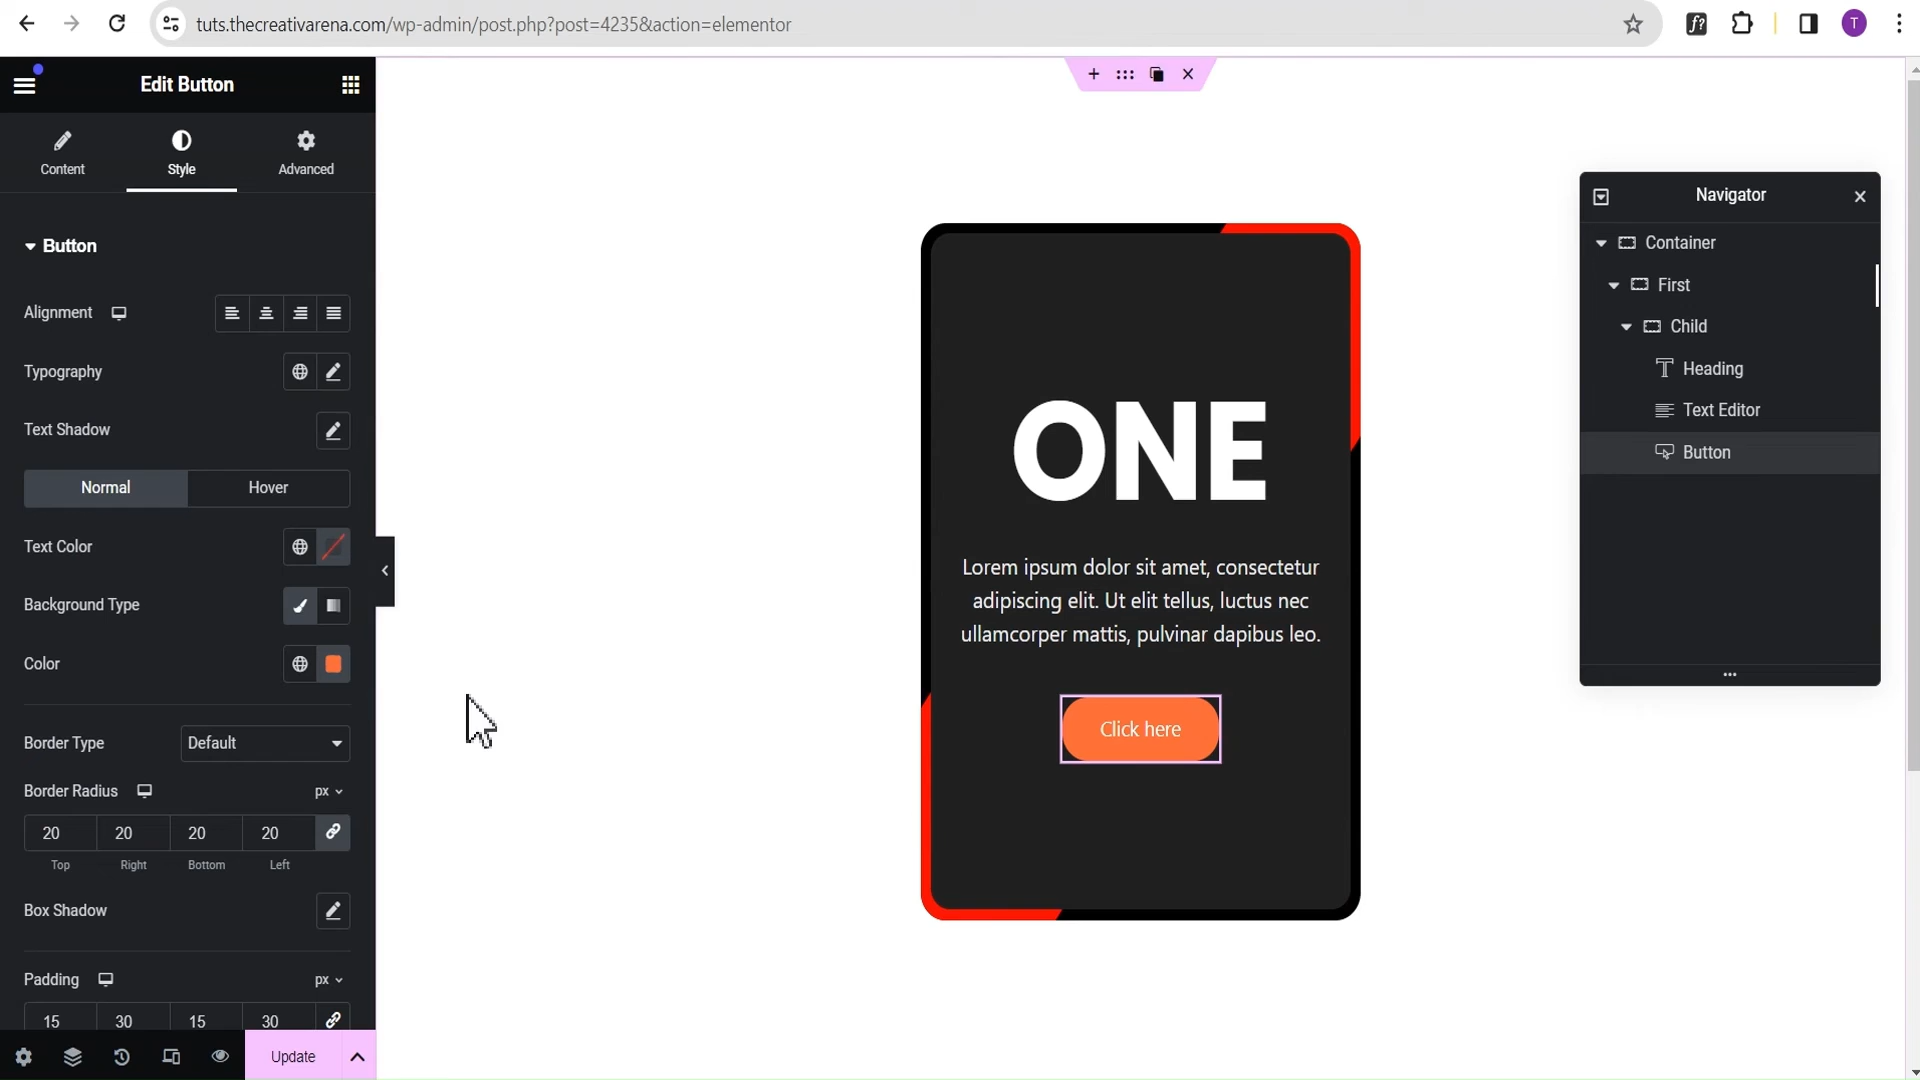 tuts.thecreativarena.com/wp-admin/post.php?post=4235&action=elementor
f?
T
Edit Button
Content
Style
Advanced
Button
Alignment
Typography
Text Shadow
Normal
Hover
Text Color
Background Type
Color
Border Type
Default
Border Radius
px
20
20
20
20
Top
Right
Bottom
Left
Box Shadow
Padding
px
15
30
15
30
Update
ONE
Lorem ipsum dolor sit amet, consectetur
adipiscing elit. Ut elit tellus, luctus nec
ullamcorper mattis, pulvinar dapibus leo.
Click here
Navigator
Container
First
Child
Heading
Text Editor
Button